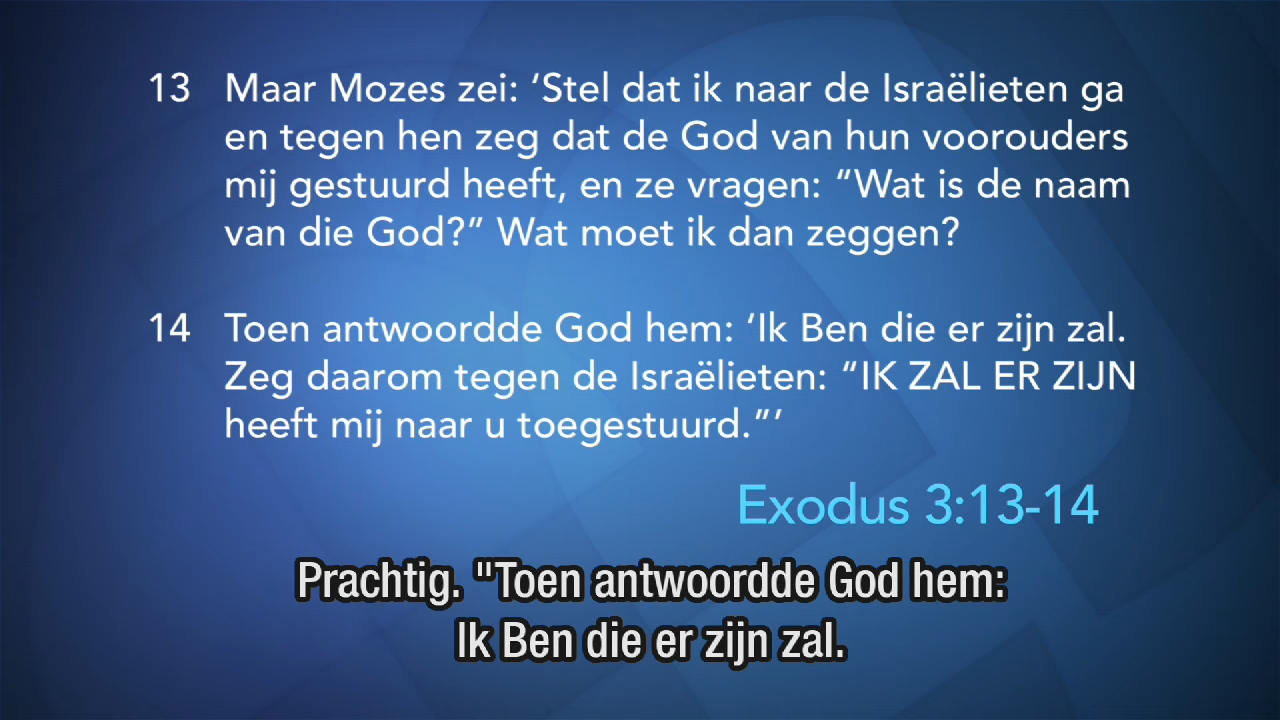 13 Maar Mozes zei: ‘Stel dat ik naar de Israëlieten ga
en tegen hen zeg dat de God van hun voorouders
mij gestuurd heeft, en ze vragen: “Wat is de naam
van die God?” Wat moet ik dan zeggen?
14 Toen antwoordde God hem: ‘Ik Ben die er zijn zal.
Zeg daarom tegen de Israëlieten: “IK ZAL ER ZIJN
heeft mij naar u toegestuurd.”’
Exodus 3:13-14
Prachtig. "Toen antwoordde God hem:
Ik Ben die er zijn zal.